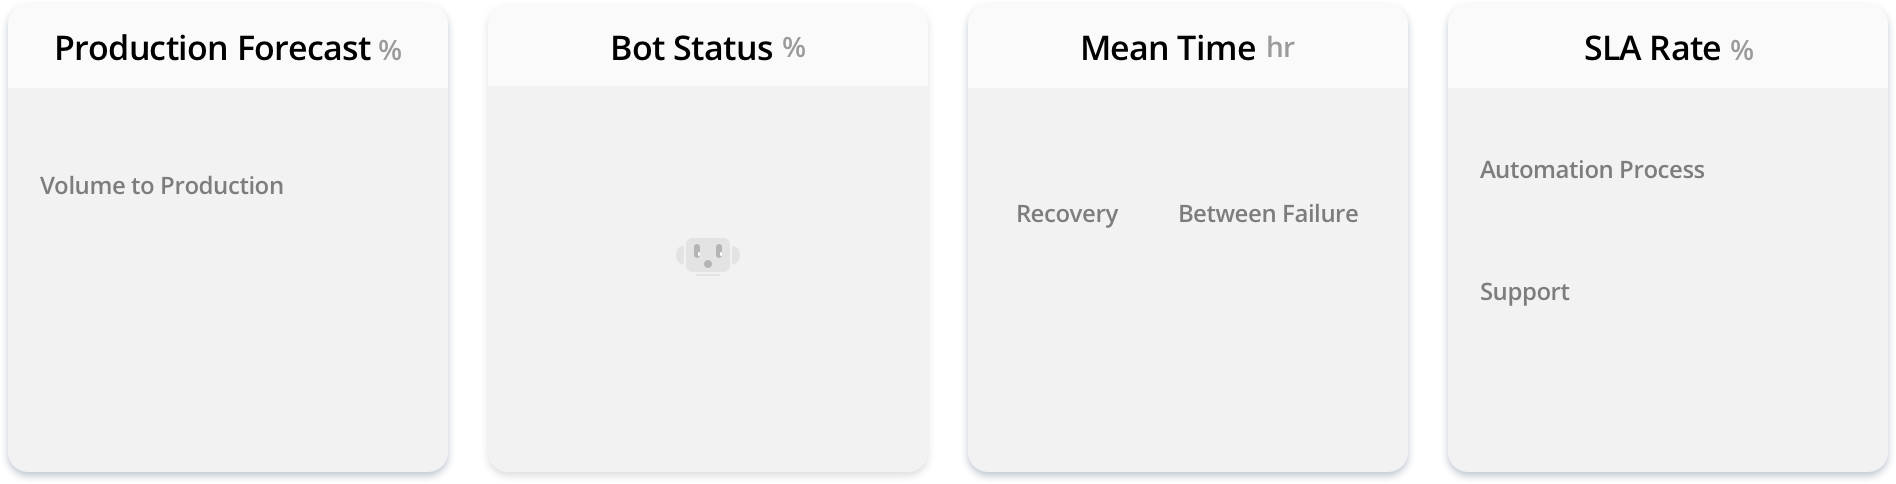 Production Forecast %
Volume to Production
Bot Status %
Mean Time hr
Recovery
Between Failure
SLA Rate %
Automation Process
Support